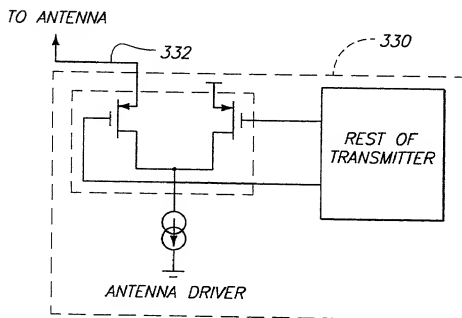 TO ANTENNA
332
330
REST OF
TRANSMITTER
ANTENNA DRIVER